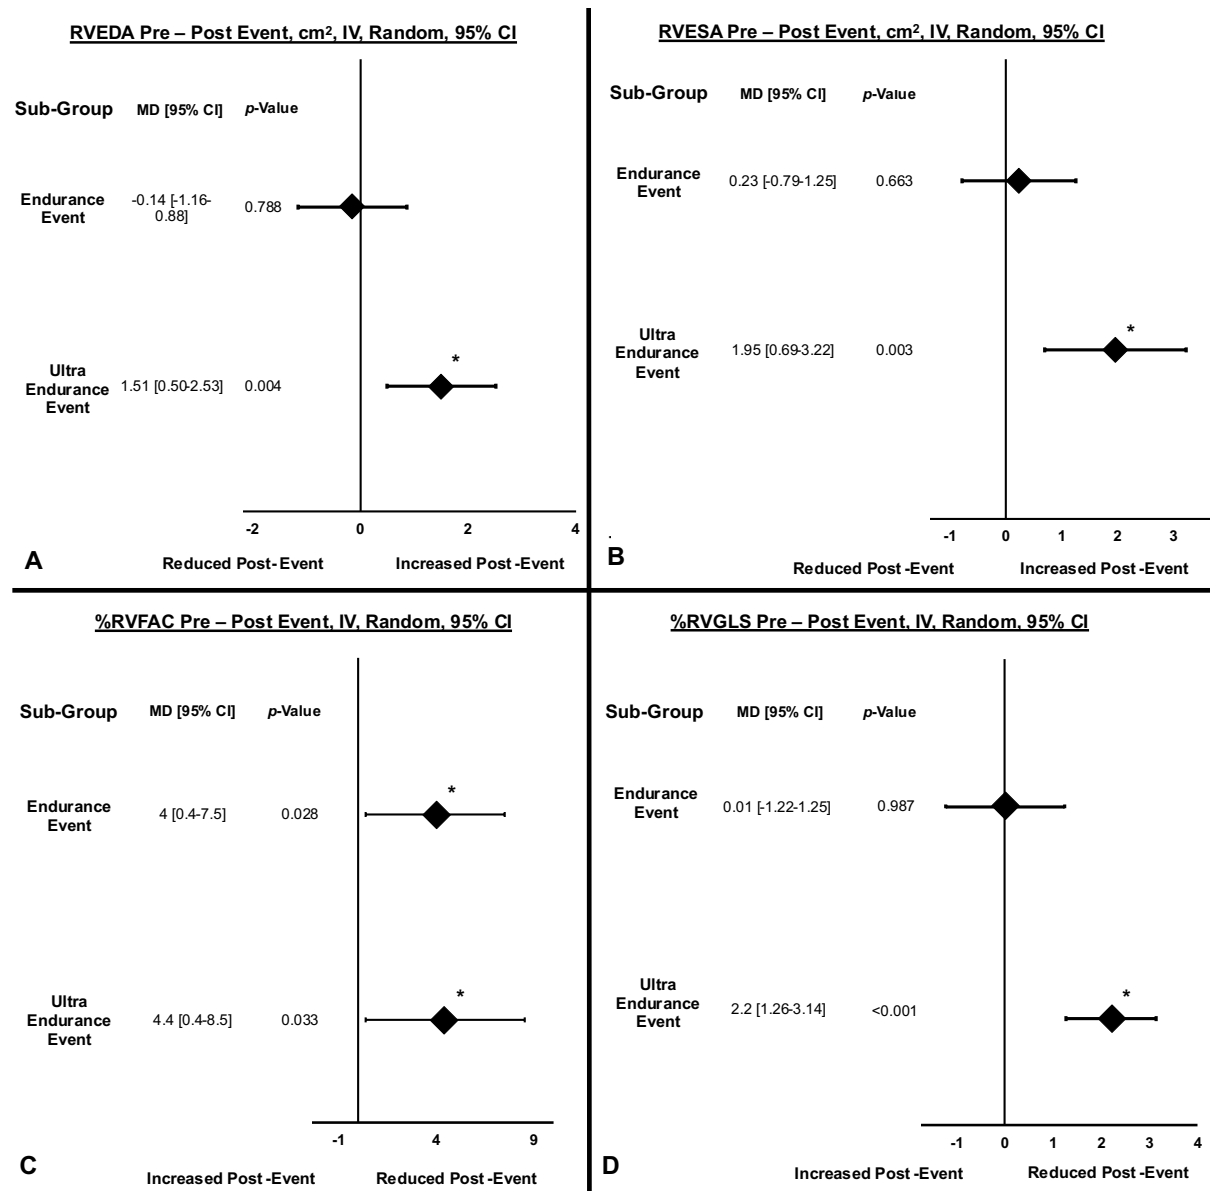 RVEDA Pre – Post Event, cm², IV, Random, 95% CI
Sub-Group MD [95% CI] p-Value
Endurance
Event
-0.14 [-1.16-
0.88]
0.788
*
Ultra
Endurance
Event
1.51 [0.50-2.53] 0.004
-2 0 2 4
A
Reduced Post-Event Increased Post-Event
RVESA Pre – Post Event, cm², IV, Random, 95% CI
Sub-Group MD [95% CI] p-Value
Endurance
Event
0.23 [-0.79-1.25] 0.663
*
Ultra
Endurance
Event
1.95 [0.69-3.22] 0.003
-1 0 1 2 3
B
Reduced Post-Event Increased Post-Event
%RVFAC Pre – Post Event, IV, Random, 95% CI
Sub-Group MD [95% CI] p-Value
*
Endurance
Event
4 [0.4-7.5] 0.028
*
Ultra
Endurance
Event
4.4 [0.4-8.5] 0.033
-1 4 9
C
Increased Post-Event Reduced Post-Event
%RVGLS Pre – Post Event, IV, Random, 95% CI
Sub-Group MD [95% CI] p-Value
Endurance
Event
0.01 [-1.22-1.25] 0.987
*
Ultra
Endurance
Event
2.2 [1.26-3.14] <0.001
-1 0 1 2 3 4
D
Increased Post-Event Reduced Post-Event